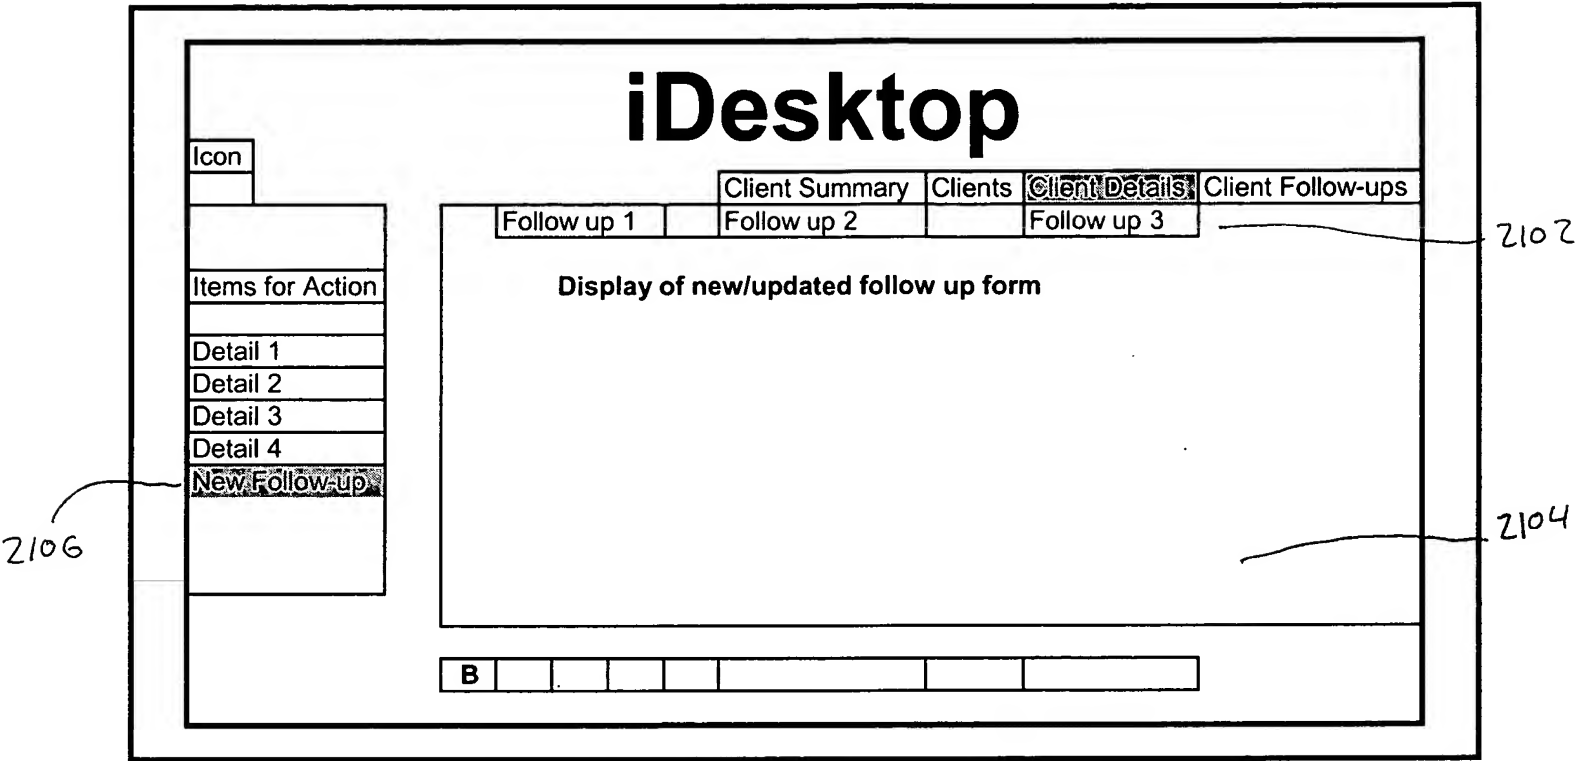 iDesktop
Icon
Client Summary Clients Client Details Client Follow-ups
Follow up 1 Follow up 2 Follow up 3
2102
Items for Action
Display of new/updated follow up form
Detail 1
Detail 2
Detail 3
Detail 4
New Follow-up
2106
2104
B